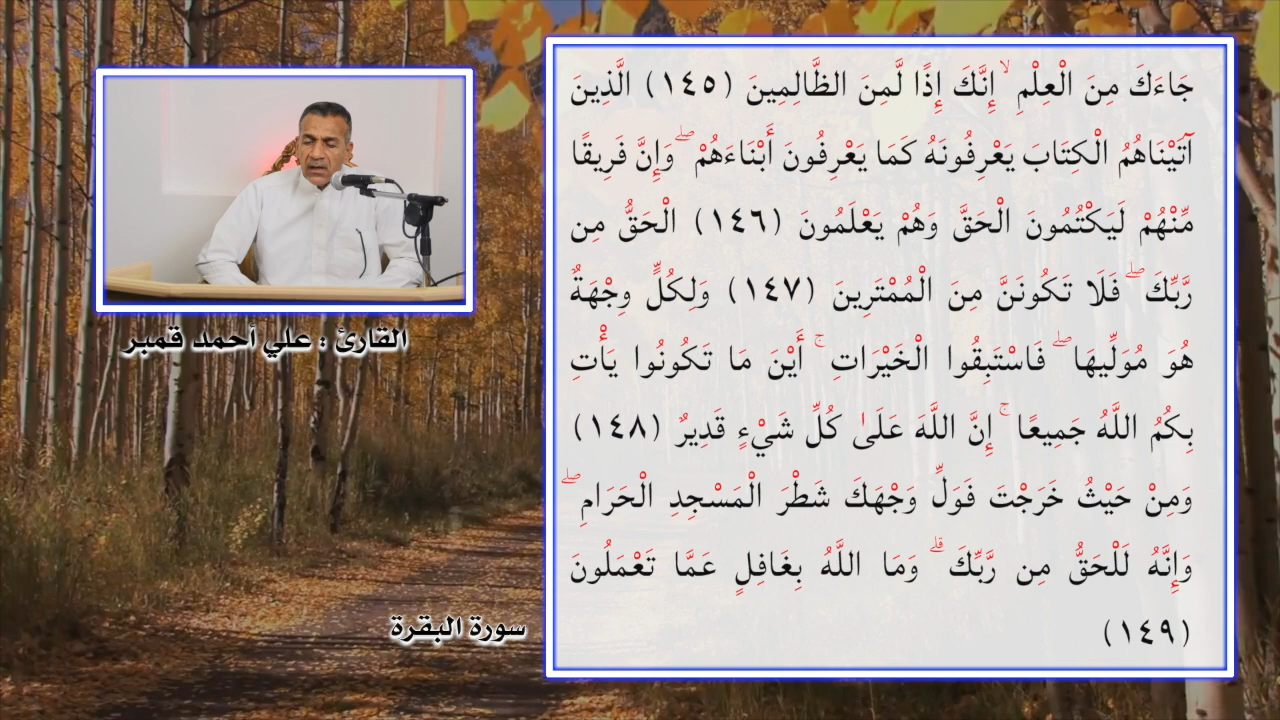 جَاءَكَ مِنَ الْعِلْمِ ۙ إِنَّكَ إِذًا لَّمِنَ الظَّالِمِينَ (١٤٥) الَّذِينَ
آتَيْنَاهُمُ الْكِتَابَ يَعْرِفُونَهُ كَمَا يَعْرِفُونَ أَبْنَاءَهُمْ ۖ وَإِنَّ فَرِيقًا
مِّنْهُمْ لَيَكْتُمُونَ الْحَقَّ وَهُمْ يَعْلَمُونَ (١٤٦) الْحَقُّ مِن
رَّبِّكَ ۖ فَلَا تَكُونَنَّ مِنَ الْمُمْتَرِينَ (١٤٧) وَلِكُلٍّ وِجْهَةٌ
هُوَ مُوَلِّيهَا ۖ فَاسْتَبِقُوا الْخَيْرَاتِ ۚ أَيْنَ مَا تَكُونُوا يَأْتِ
بِكُمُ اللَّهُ جَمِيعًا ۚ إِنَّ اللَّهَ عَلَىٰ كُلِّ شَيْءٍ قَدِيرٌ (١٤٨)
وَمِنْ حَيْثُ خَرَجْتَ فَوَلِّ وَجْهَكَ شَطْرَ الْمَسْجِدِ الْحَرَامِ ۖ
وَإِنَّهُ لَلْحَقُّ مِن رَّبِّكَ ۗ وَمَا اللَّهُ بِغَافِلٍ عَمَّا تَعْمَلُونَ
(١٤٩)
القارئ : علي أحمد قمبر
سورة البقرة